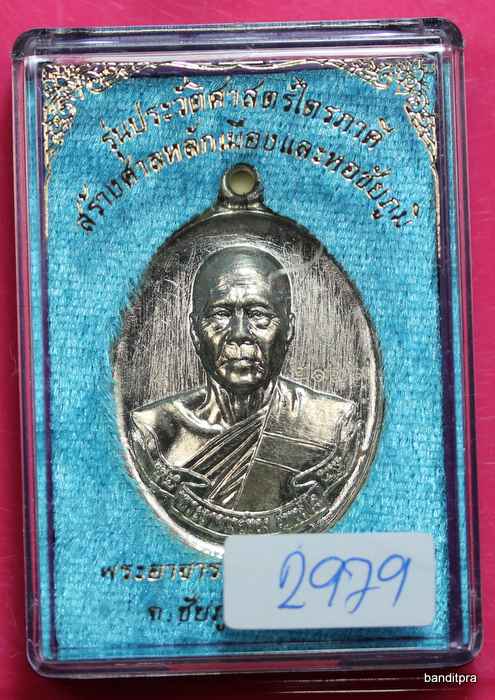 รุ่นประวัติศาสตร์ไตรภาคี
สร้างศาลหลักเมืองและหอชัยภูมิ
พระอาจาร
2979
จ.ชัยภู
banditpra